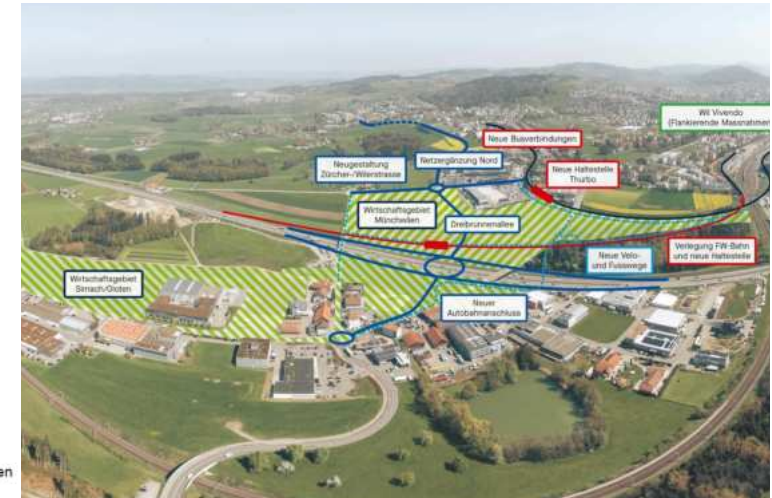 Wil Vivendo
(Flankierende Massnahmen)
Neue Busverbindungen
Neugestaltung
Zürcher-/Wilerstrasse
Netzergänzung Nord
Neue Haltestelle
Thurbo
Wirtschaftsgebiet
Münchwilen
Dreibrunnenallee
Neue Velo-
und Fusswege
Verlegung FW-Bahn
und neue Haltestelle
Wirtschaftsgebiet
Sirnach/Gloten
Neuer
Autobahnanschluss
en